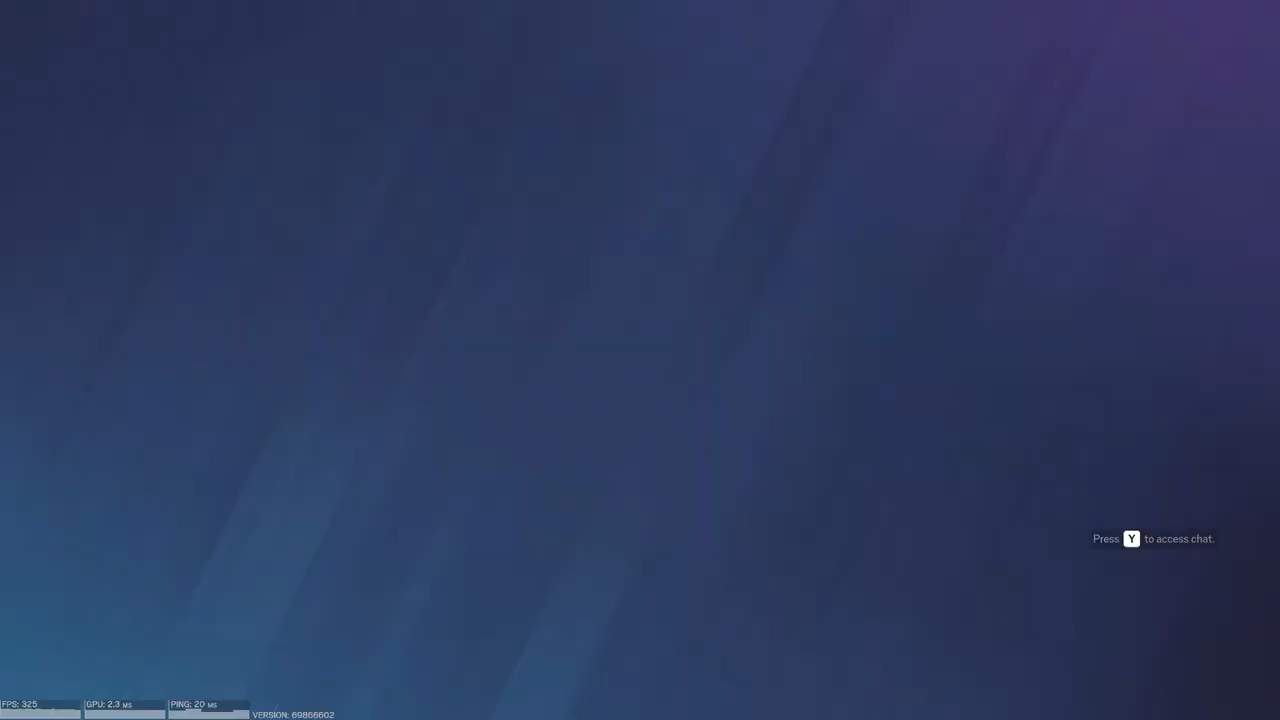 Press Y to access chat.
FPS: 325 GPU: 2.3 MS PING: 20 MS VERSION: 69866602